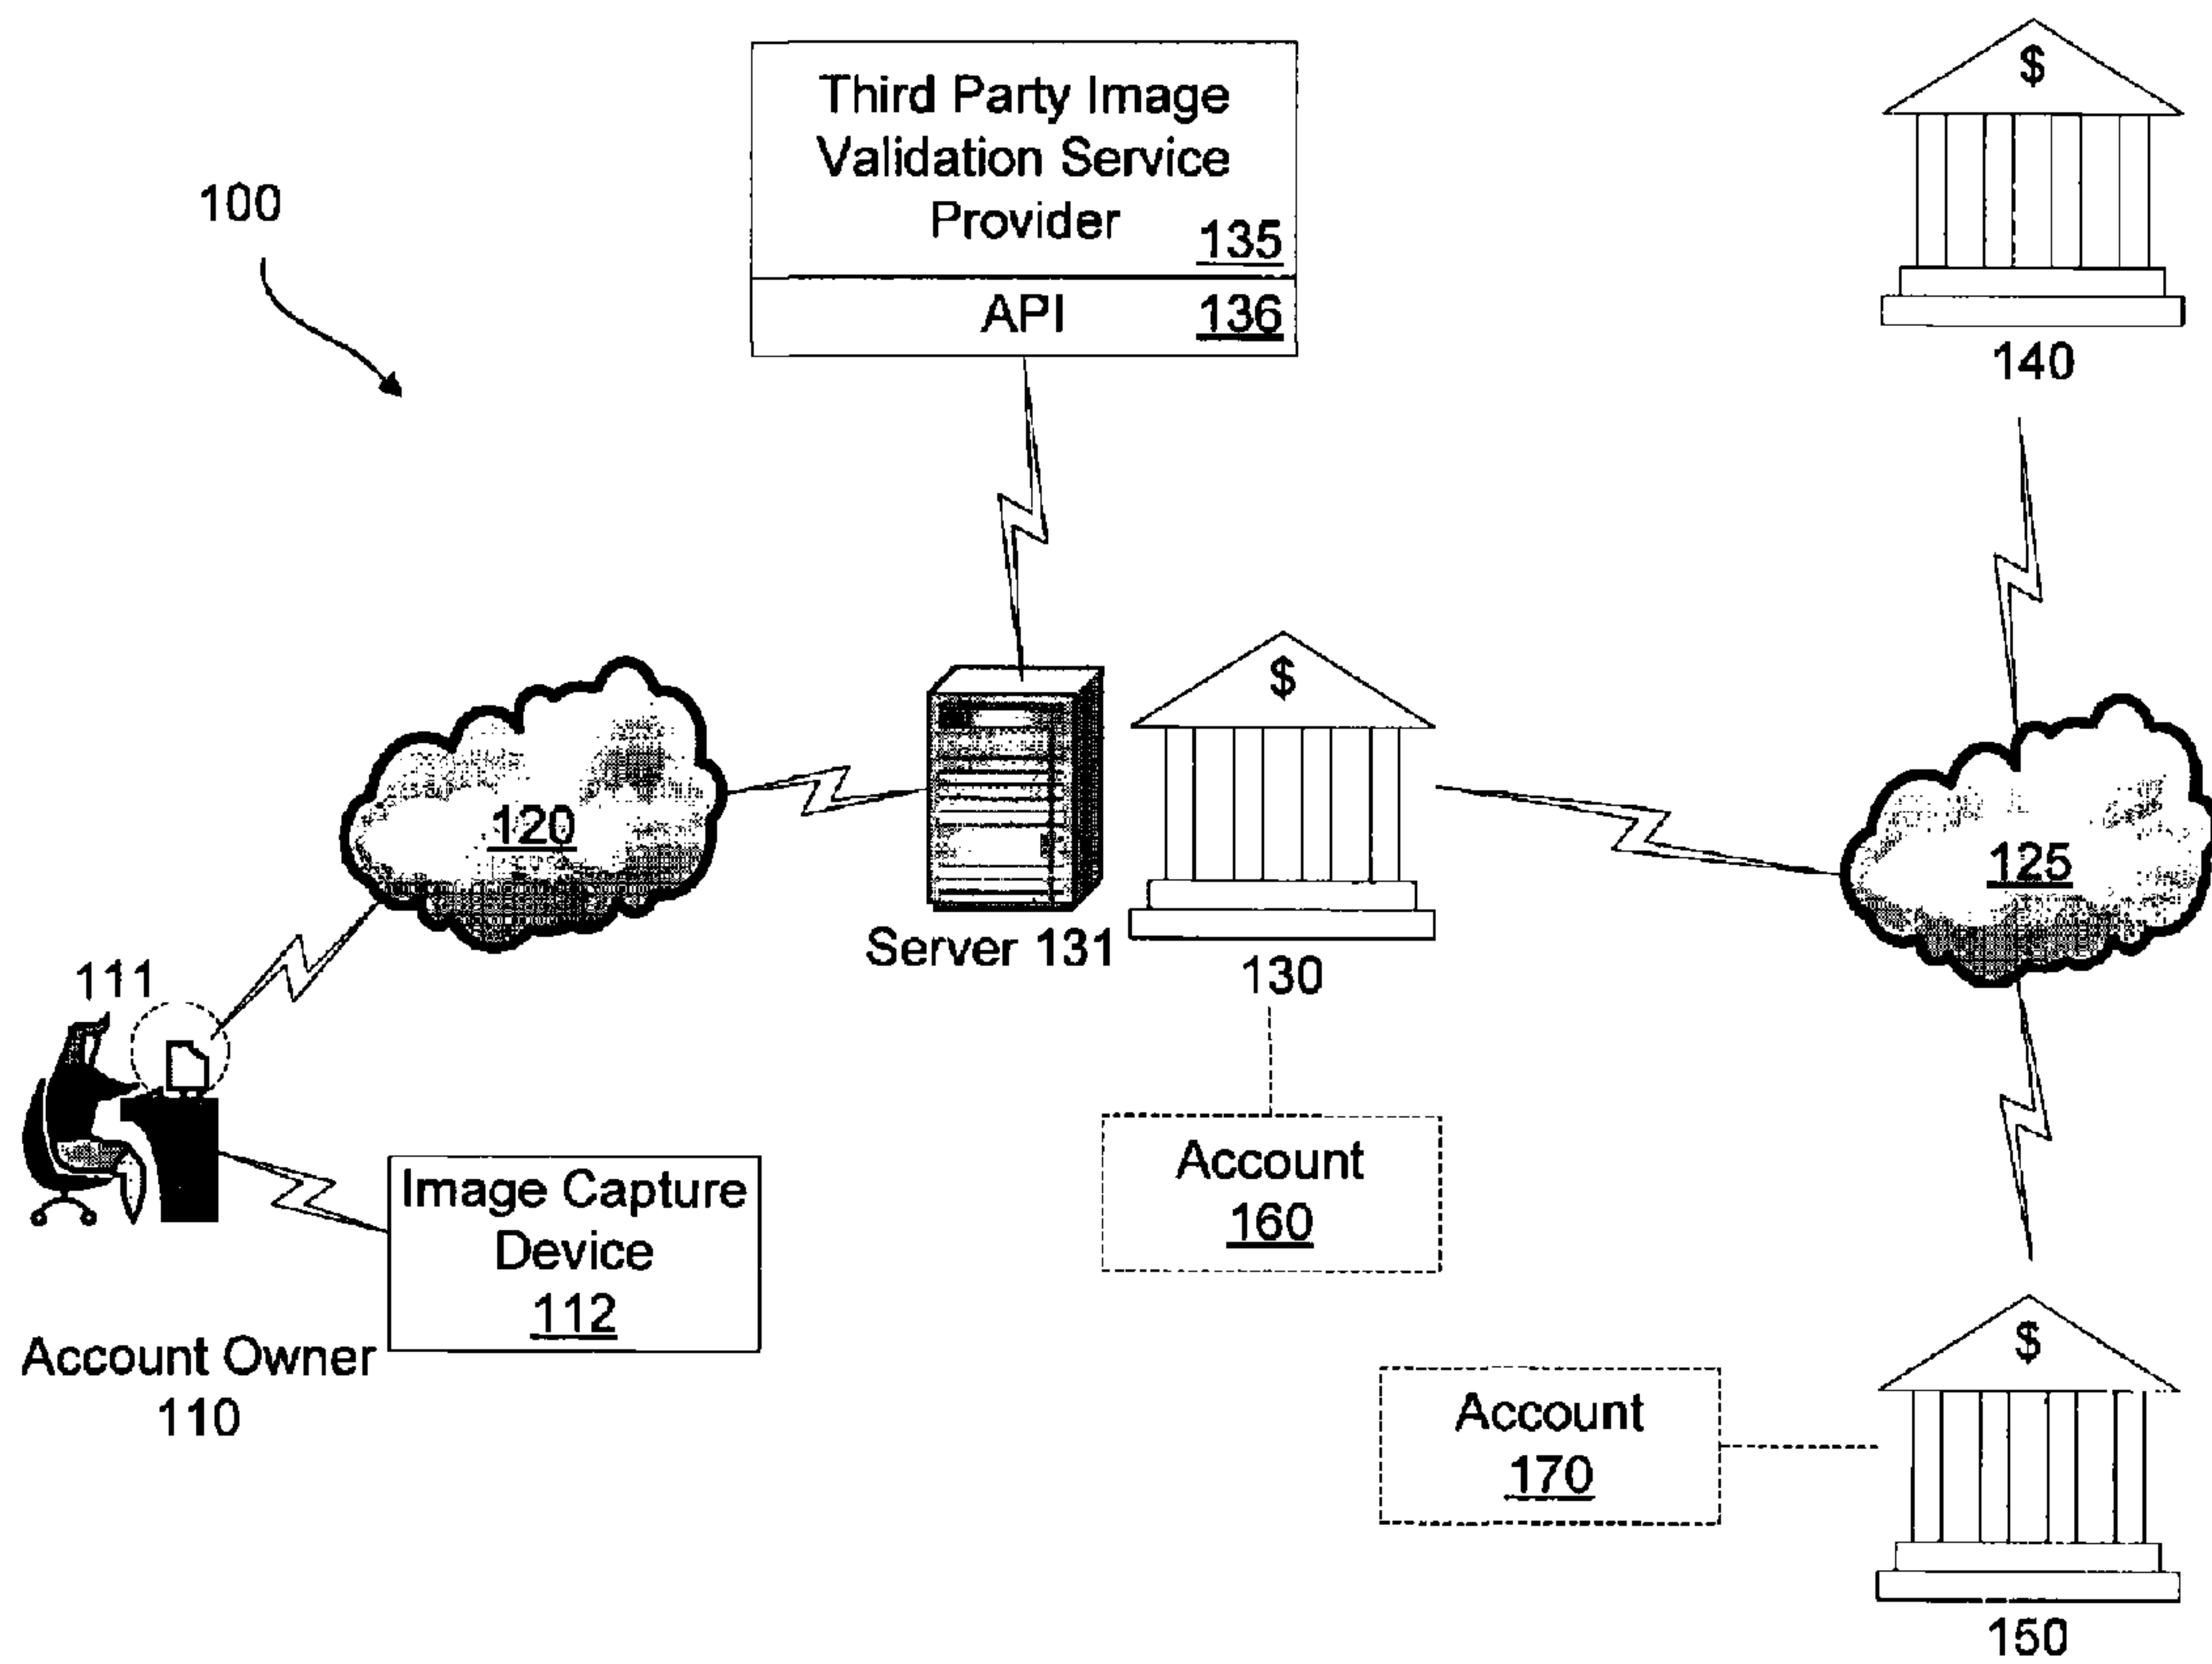 Third Party Image
Validation Service
Provider
135
API 136
100
$
140
$
120
125
Server 131
130
111
Account
160
Image Capture
Device
112
Account Owner
110
Account
170
$
150